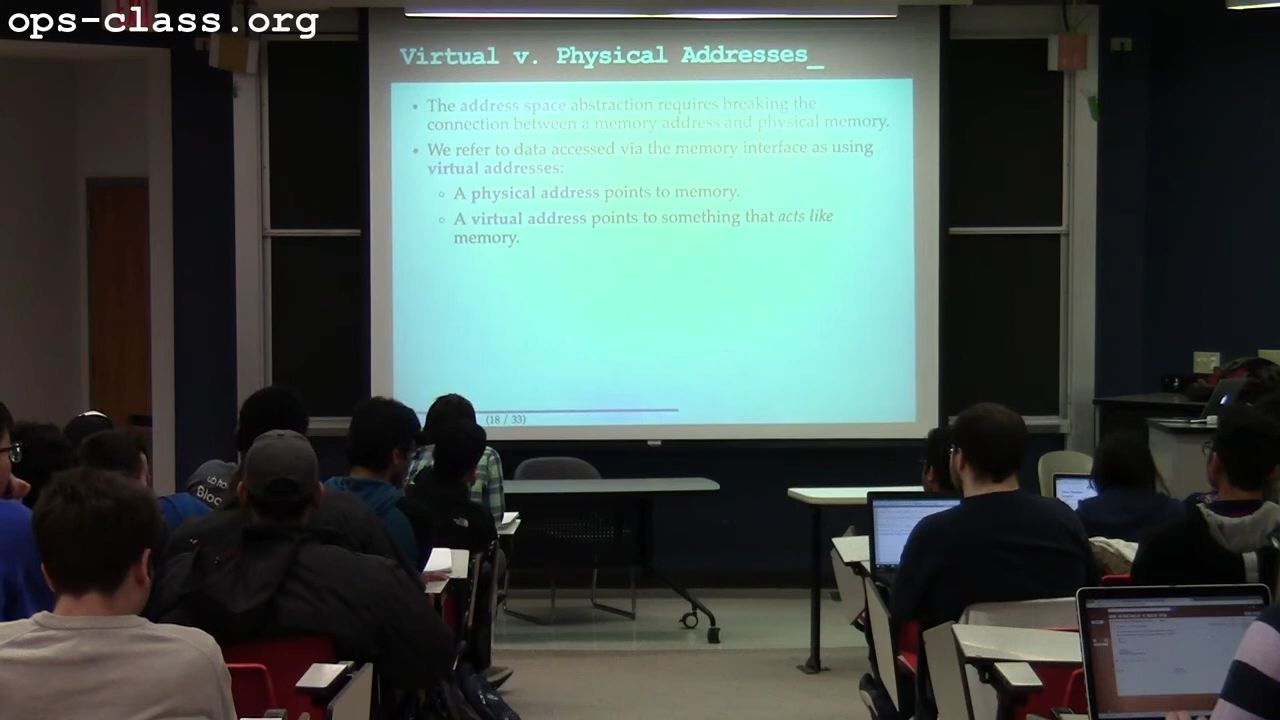 ops-class.org
Virtual v. Physical Addresses_
• The address space abstraction requires breaking the
connection between a memory address and physical memory.
• We refer to data accessed via the memory interface as using
virtual addresses:
◦ A physical address points to memory.
◦ A virtual address points to something that acts like
memory.
(18 / 33)